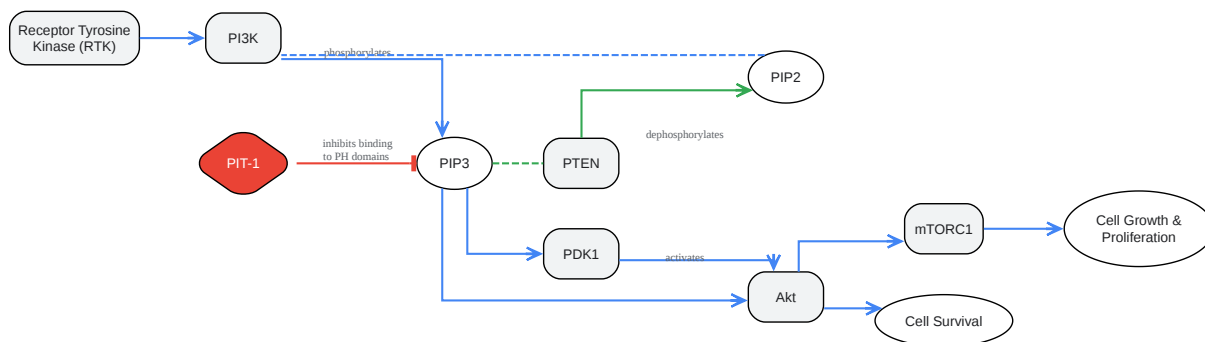 Receptor Tyrosine
Kinase (RTK)
PI3K
phosphorylates
PIP2
dephosphorylates
PIT-1
inhibits binding
to PH domains
PIP3
PTEN
mTORC1
Cell Growth &
Proliferation
PDK1
activates
Akt
Cell Survival